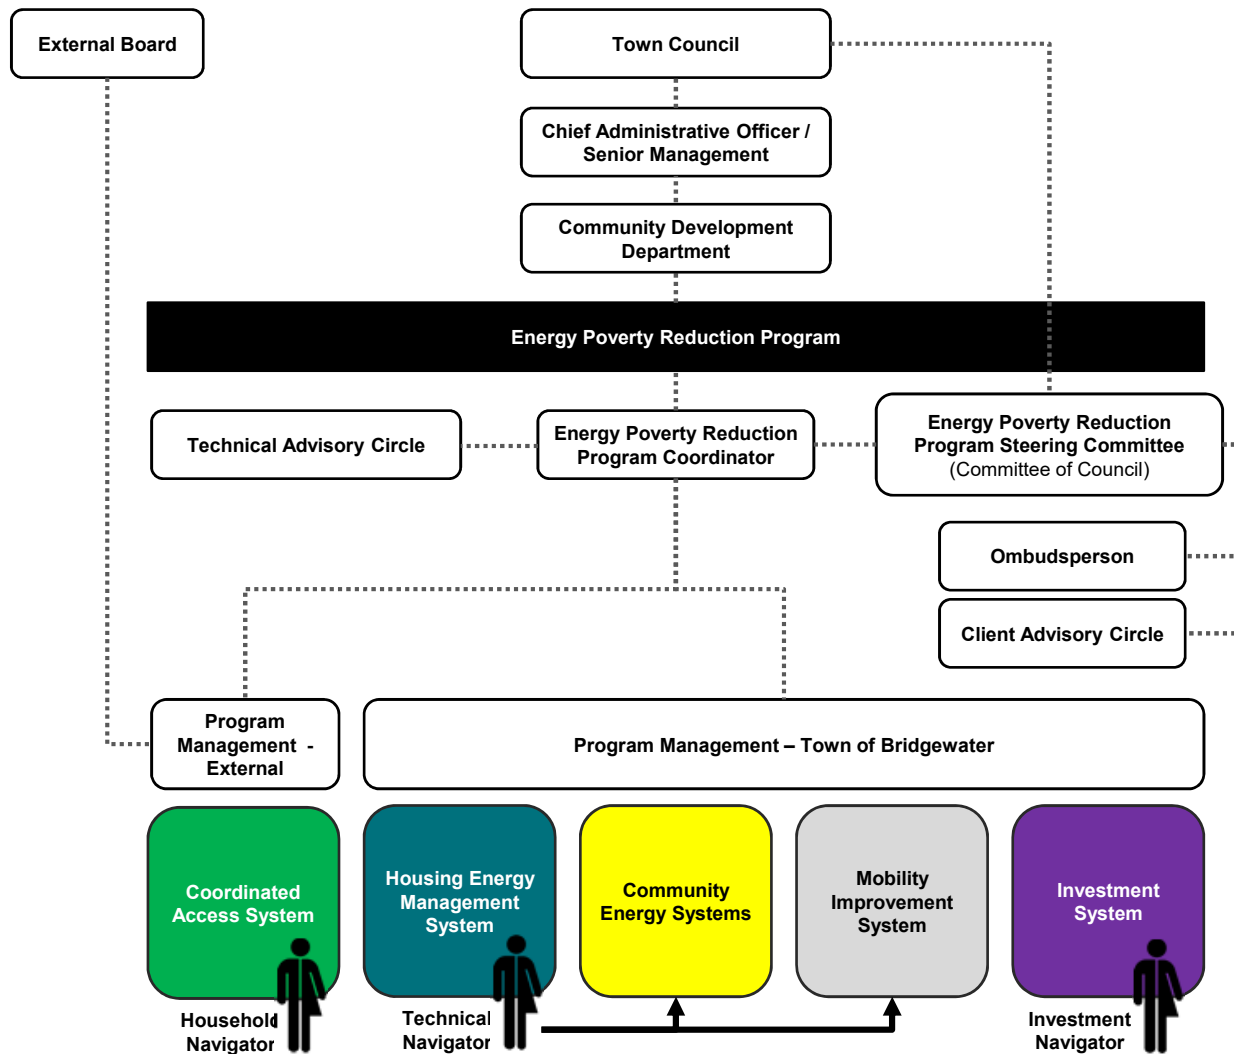 External Board
Town Council
Chief Administrative Officer /
Senior Management
Community Development
Department
Energy Poverty Reduction Program
Technical Advisory Circle
Energy Poverty Reduction
Program Coordinator
Energy Poverty Reduction
Program Steering Committee
(Committee of Council)
Ombudsperson
Client Advisory Circle
Program
Management -
External
Program Management – Town of Bridgewater
Coordinated
Access System
Housing Energy
Management
System
Community
Energy Systems
Mobility
Improvement
System
Investment
System
Household
Navigator
Technical
Navigator
Investment
Navigator